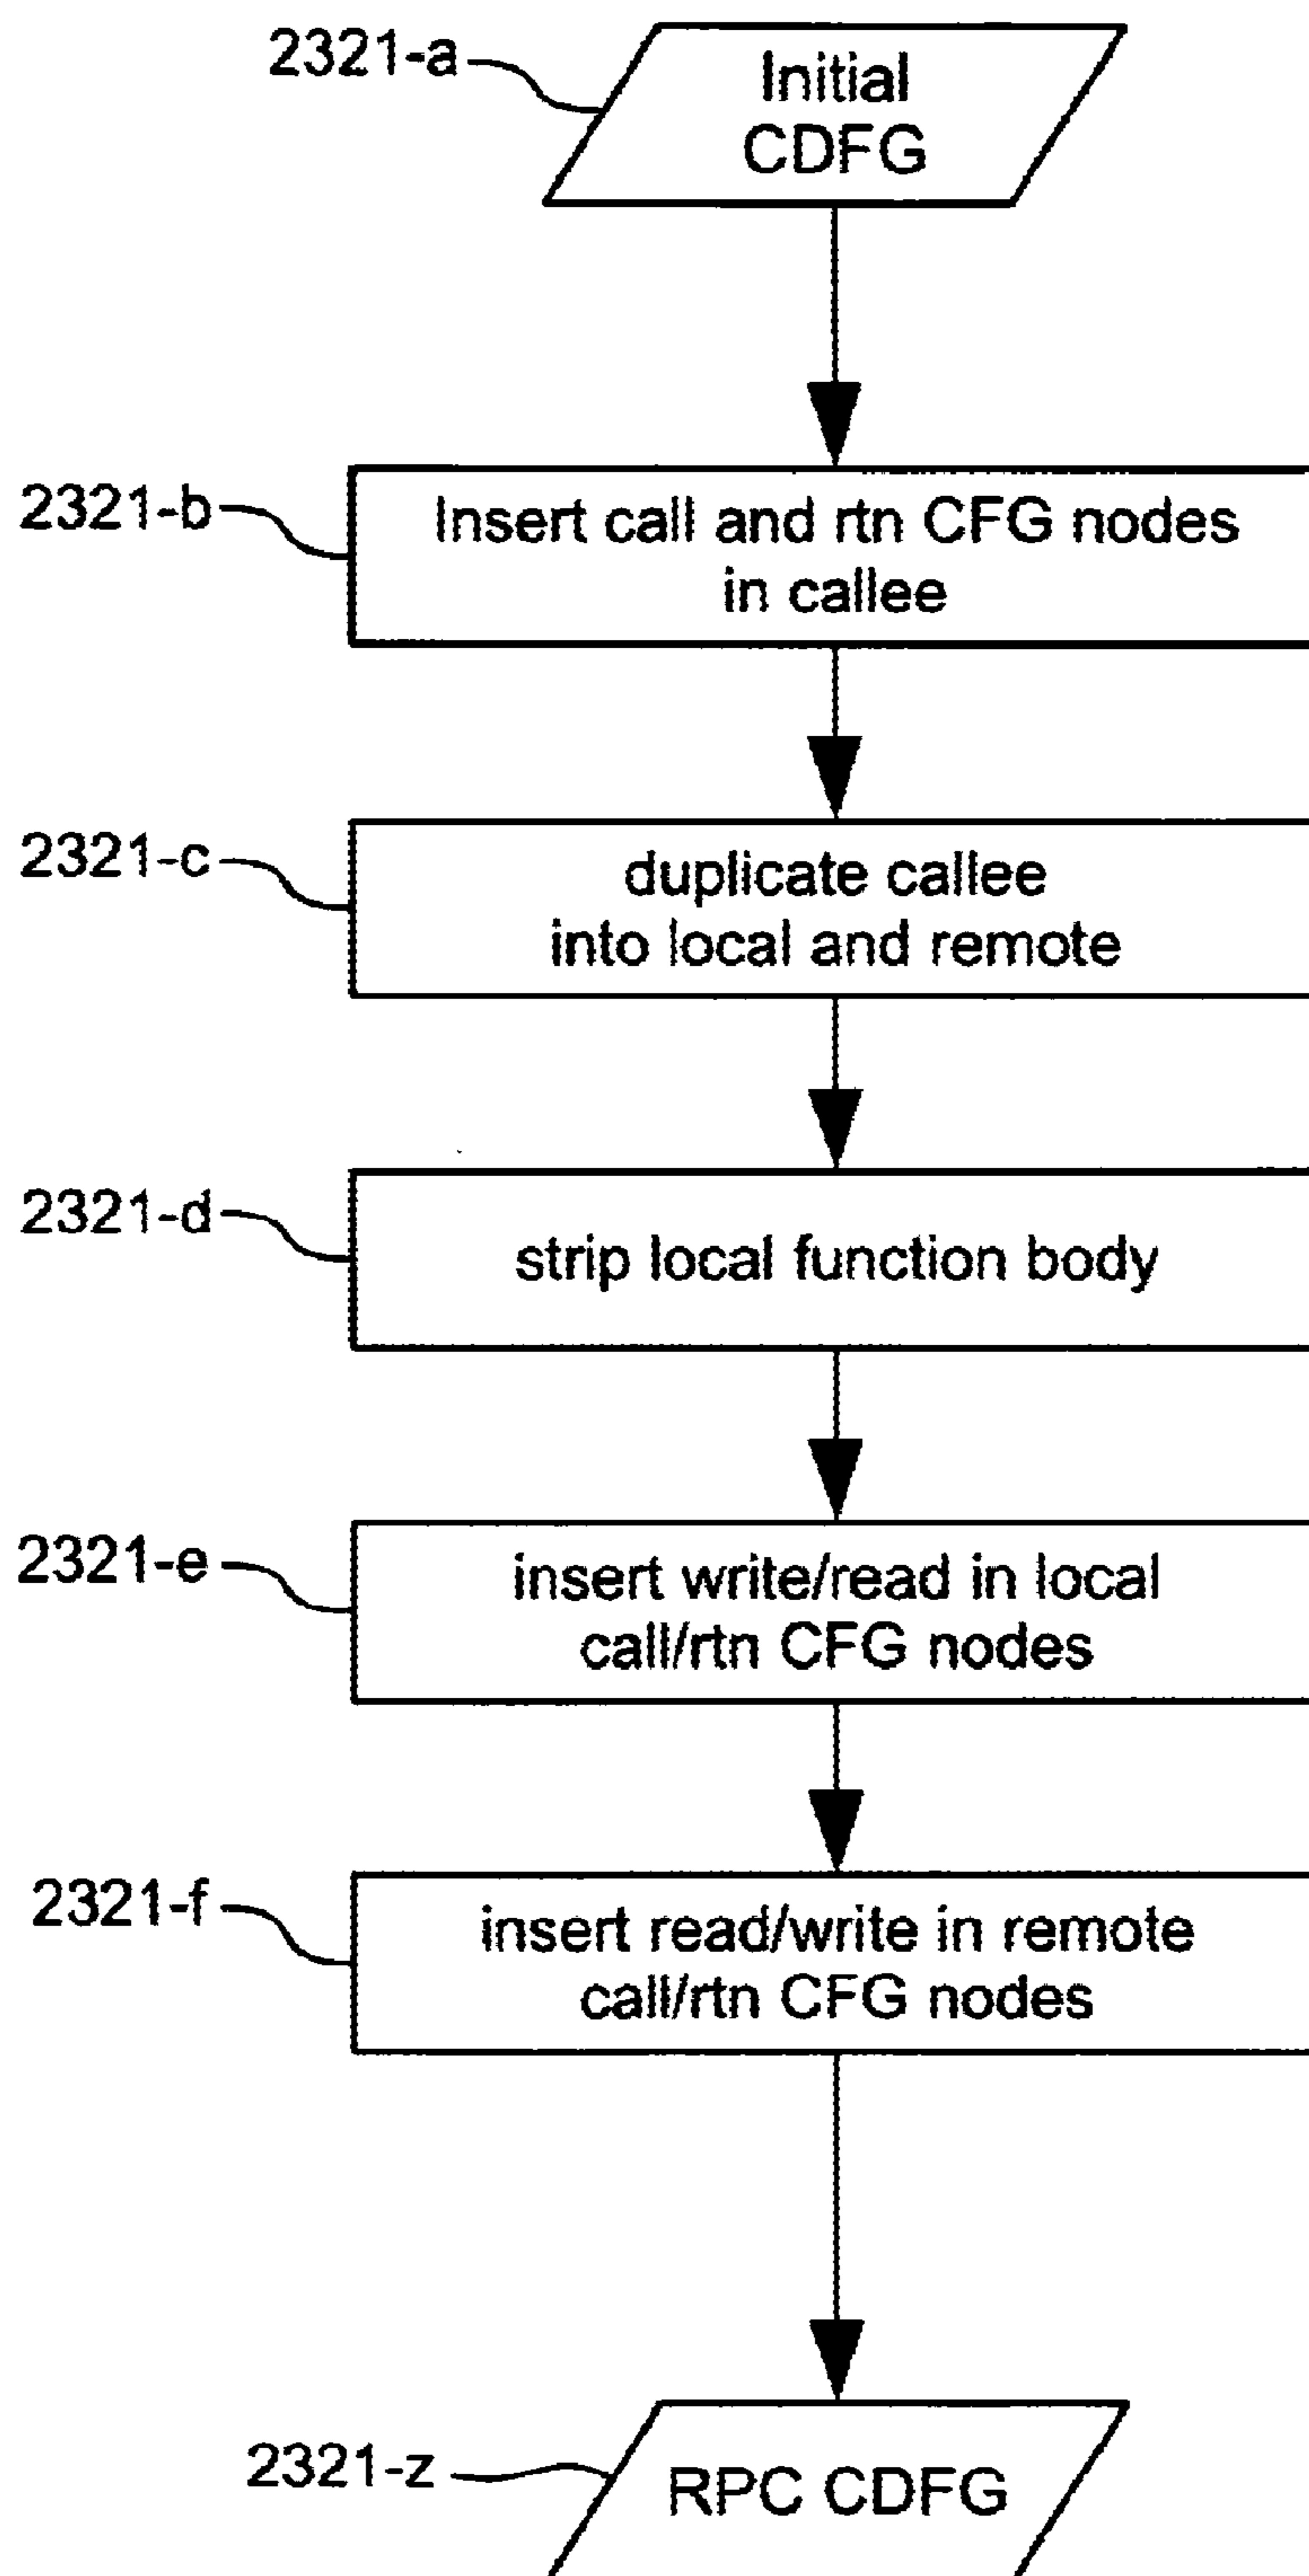 2321-a
Initial
CDFG
2321-b
Insert call and rtn CFG nodes
in callee
2321-c
duplicate callee
into local and remote
2321-d
strip local function body
2321-e
insert write/read in local
call/rtn CFG nodes
2321-f
insert read/write in remote
call/rtn CFG nodes
2321-z
RPC CDFG